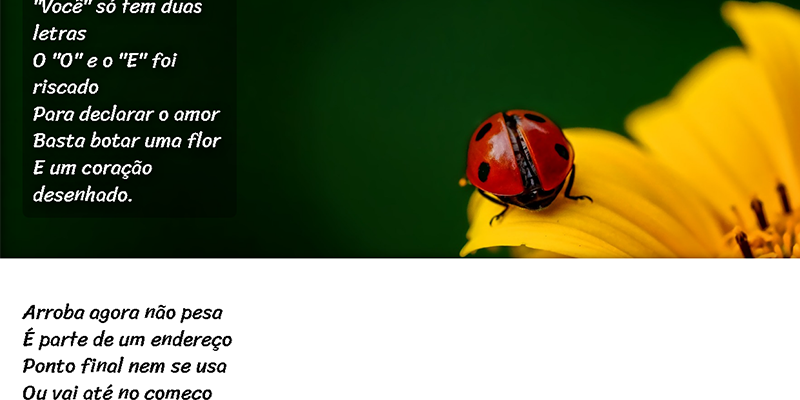 "Você" só tem duas
letras
O "O" e o "E" foi
riscado
Para declarar o amor
Basta botar uma flor
E um coração
desenhado.
Arroba agora não pesa
É parte de um endereço
Ponto final nem se usa
Ou vai até no começo